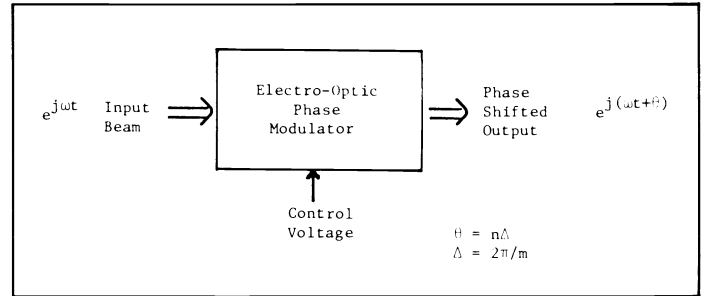 e^jωt Input Beam
Electro-Optic
Phase
Modulator
Phase
Shifted
Output
e^j(ωt+θ)
Control
Voltage
θ = nΔ
Δ = 2π/m